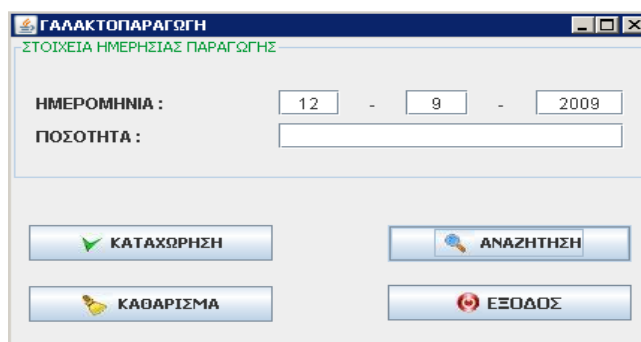 ΓΑΛΑΚΤΟΠΑΡΑΓΩΓΗ
ΣΤΟΙΧΕΙΑ ΗΜΕΡΗΣΙΑΣ ΠΑΡΑΓΩΓΗΣ
ΗΜΕΡΟΜΗΝΙΑ : 12 - 9 - 2009
ΠΟΣΟΤΗΤΑ :
ΚΑΤΑΧΩΡΗΣΗ ΑΝΑΖΗΤΗΣΗ
ΚΑΘΑΡΙΣΜΑ ΕΞΟΔΟΣ